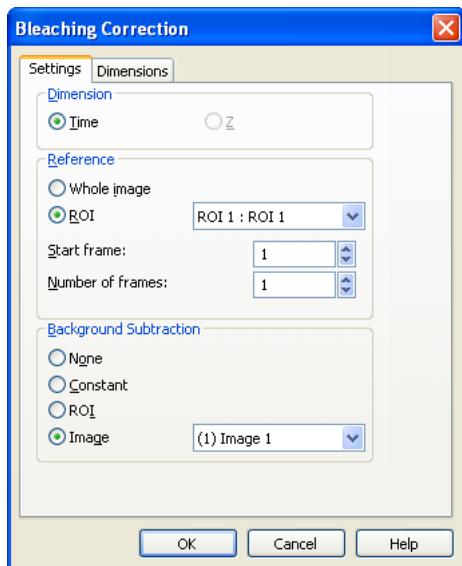 Bleaching Correction
Settings Dimensions
Dimension
Time Z
Reference
Whole image
ROI ROI 1 : ROI 1
Start frame: 1
Number of frames: 1
Background Subtraction
None
Constant
ROI
Image (1) Image 1
OK Cancel Help